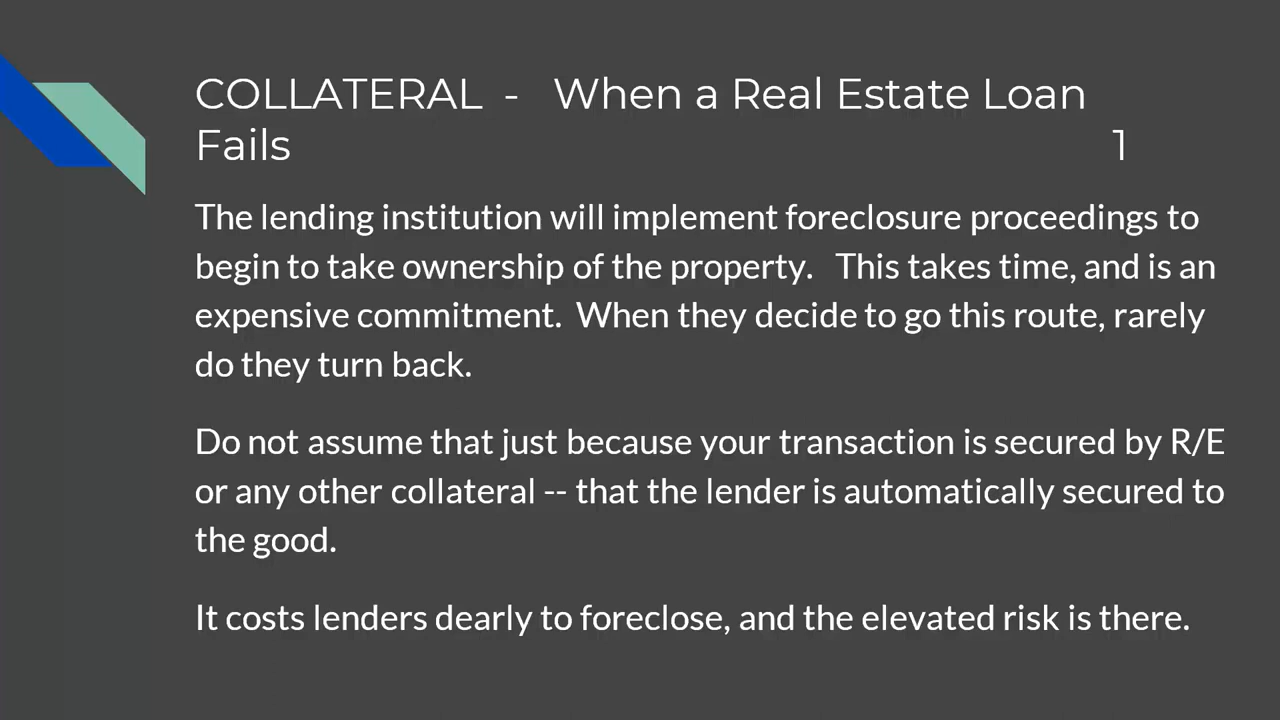 COLLATERAL - When a Real Estate Loan
Fails 1
The lending institution will implement foreclosure proceedings to
begin to take ownership of the property. This takes time, and is an
expensive commitment. When they decide to go this route, rarely
do they turn back.
Do not assume that just because your transaction is secured by R/E
or any other collateral -- that the lender is automatically secured to
the good.
It costs lenders dearly to foreclose, and the elevated risk is there.